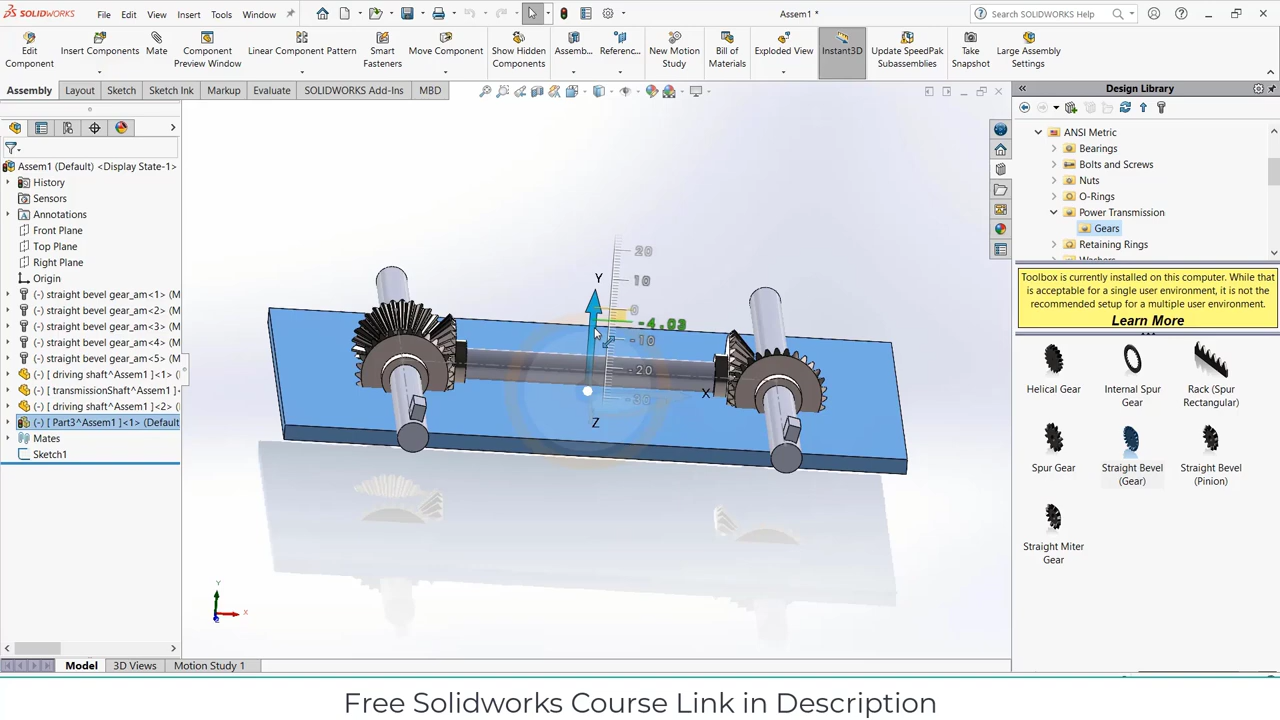 SOLIDWORKS
File Edit View Insert Tools Window
Assem1 *
Search SOLIDWORKS Help
Edit Component
Insert Components
Mate
Component Preview Window
Linear Component Pattern
Smart Fasteners
Move Component
Show Hidden Components
Assemb...
Referenc...
New Motion Study
Bill of Materials
Exploded View
Instant3D
Update SpeedPak Subassemblies
Take Snapshot
Large Assembly Settings
Assembly Layout Sketch Sketch Ink Markup Evaluate SOLIDWORKS Add-Ins MBD
Assem1 (Default) <Display State-1>
History
Sensors
Annotations
Front Plane
Top Plane
Right Plane
Origin
(-) straight bevel gear_am<1> (M
(-) straight bevel gear_am<2> (M
(-) straight bevel gear_am<3> (M
(-) straight bevel gear_am<4> (M
(-) straight bevel gear_am<5> (M
(-) [ driving shaft^Assem1 ]<1> (
(-) [ transmissionShaft^Assem1 ]<
(-) [ driving shaft^Assem1 ]<2> (
(-) [ Part3^Assem1 ]<1> (Default
Mates
Sketch1
20
10
0
-4.03
-10
-20
-30
Y
X
Z
Y
X
Z
Design Library
ANSI Metric
Bearings
Bolts and Screws
Nuts
O-Rings
Power Transmission
Gears
Retaining Rings
Toolbox is currently installed on this computer. While that
is acceptable for a single user environment, it is not the
recommended setup for a multiple user environment.
Learn More
Helical Gear
Internal Spur Gear
Rack (Spur Rectangular)
Spur Gear
Straight Bevel (Gear)
Straight Bevel (Pinion)
Straight Miter Gear
Model 3D Views Motion Study 1
Free Solidworks Course Link in Description